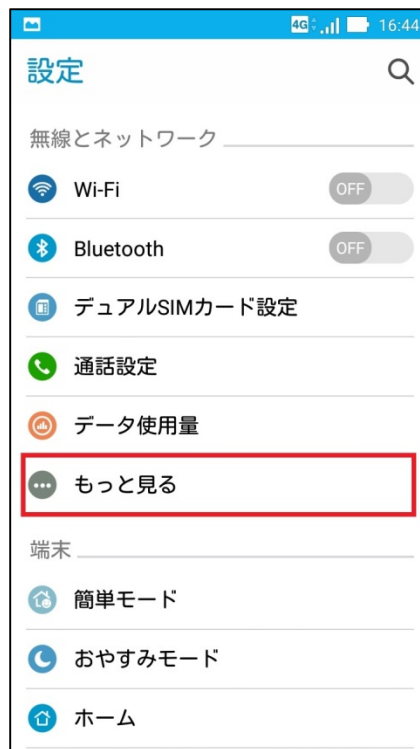 4G 16:44
設定
無線とネットワーク
Wi-Fi OFF
Bluetooth OFF
デュアルSIMカード設定
通話設定
データ使用量
もっと見る
端末
簡単モード
おやすみモード
ホーム